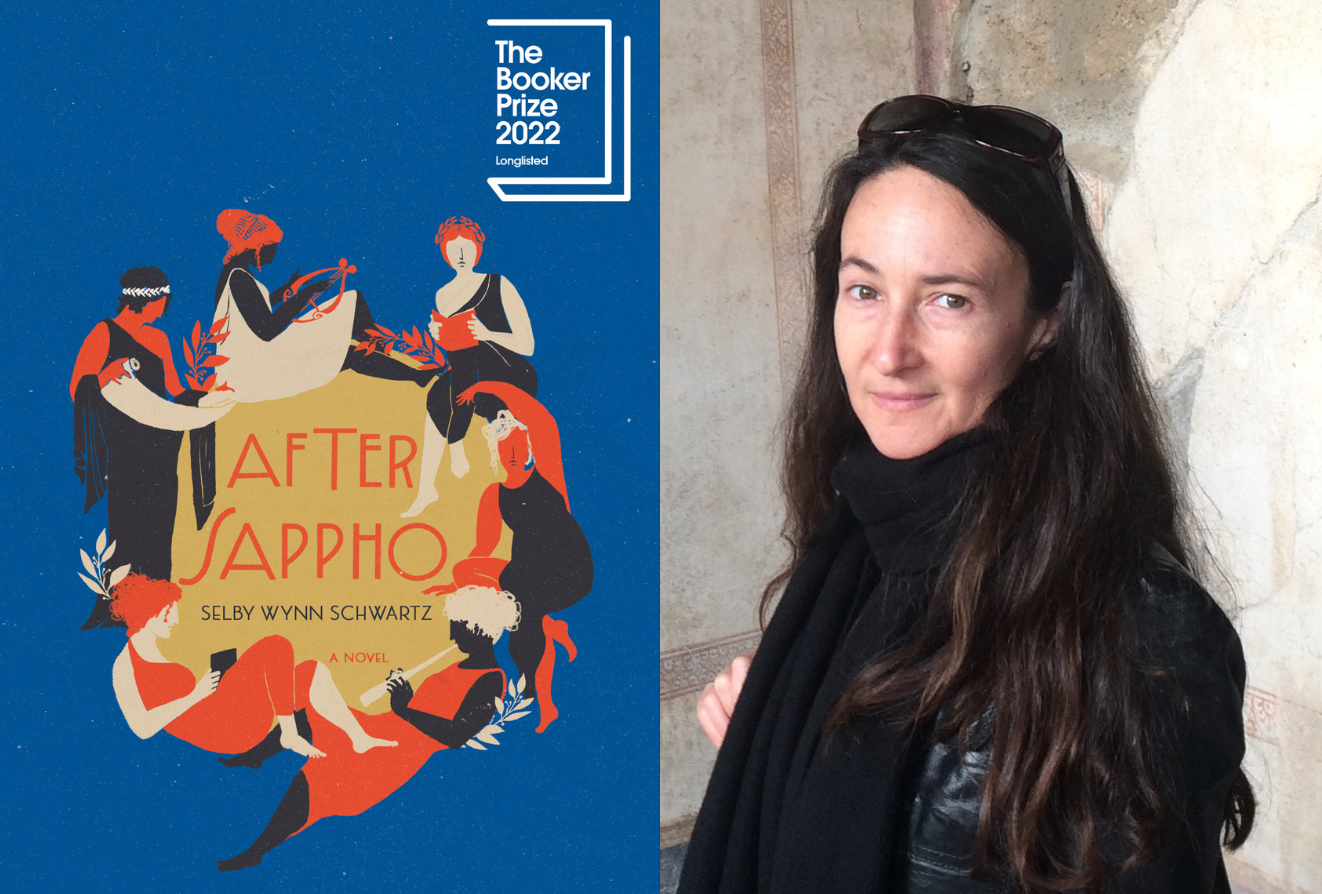 The
Booker
Prize
2022
Longlisted
AFTER
SAPPHO
SELBY WYNN SCHWARTZ
A NOVEL